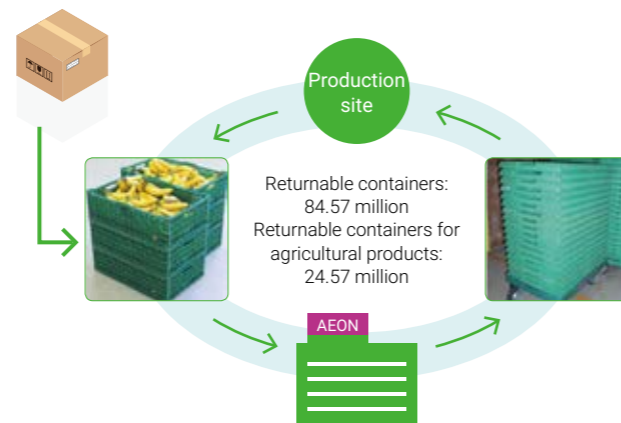 Production
site
Returnable containers:
84.57 million
Returnable containers for
agricultural products:
24.57 million
AEON